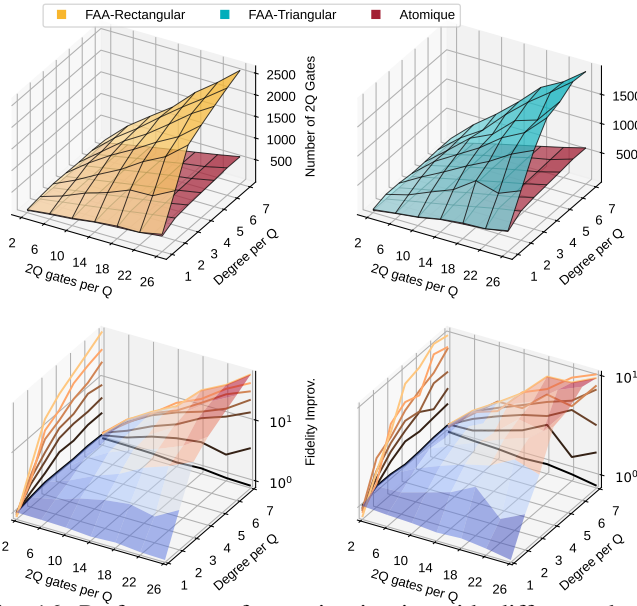 FAA-Rectangular FAA-Triangular Atomique
2500
2000
1500
1000
500
Number of 2Q Gates
2 6 10 14 18 22 26
2Q gates per Q
1 2 3 4 5 6 7
Degree per Q
1500
1000
500
2 6 10 14 18 22 26
2Q gates per Q
1 2 3 4 5 6 7
Degree per Q
10¹
10⁰
Fidelity Improv.
2 6 10 14 18 22 26
2Q gates per Q
1 2 3 4 5 6 7
Degree per Q
10¹
10⁰
2 6 10 14 18 22 26
2Q gates per Q
1 2 3 4 5 6 7
Degree per Q